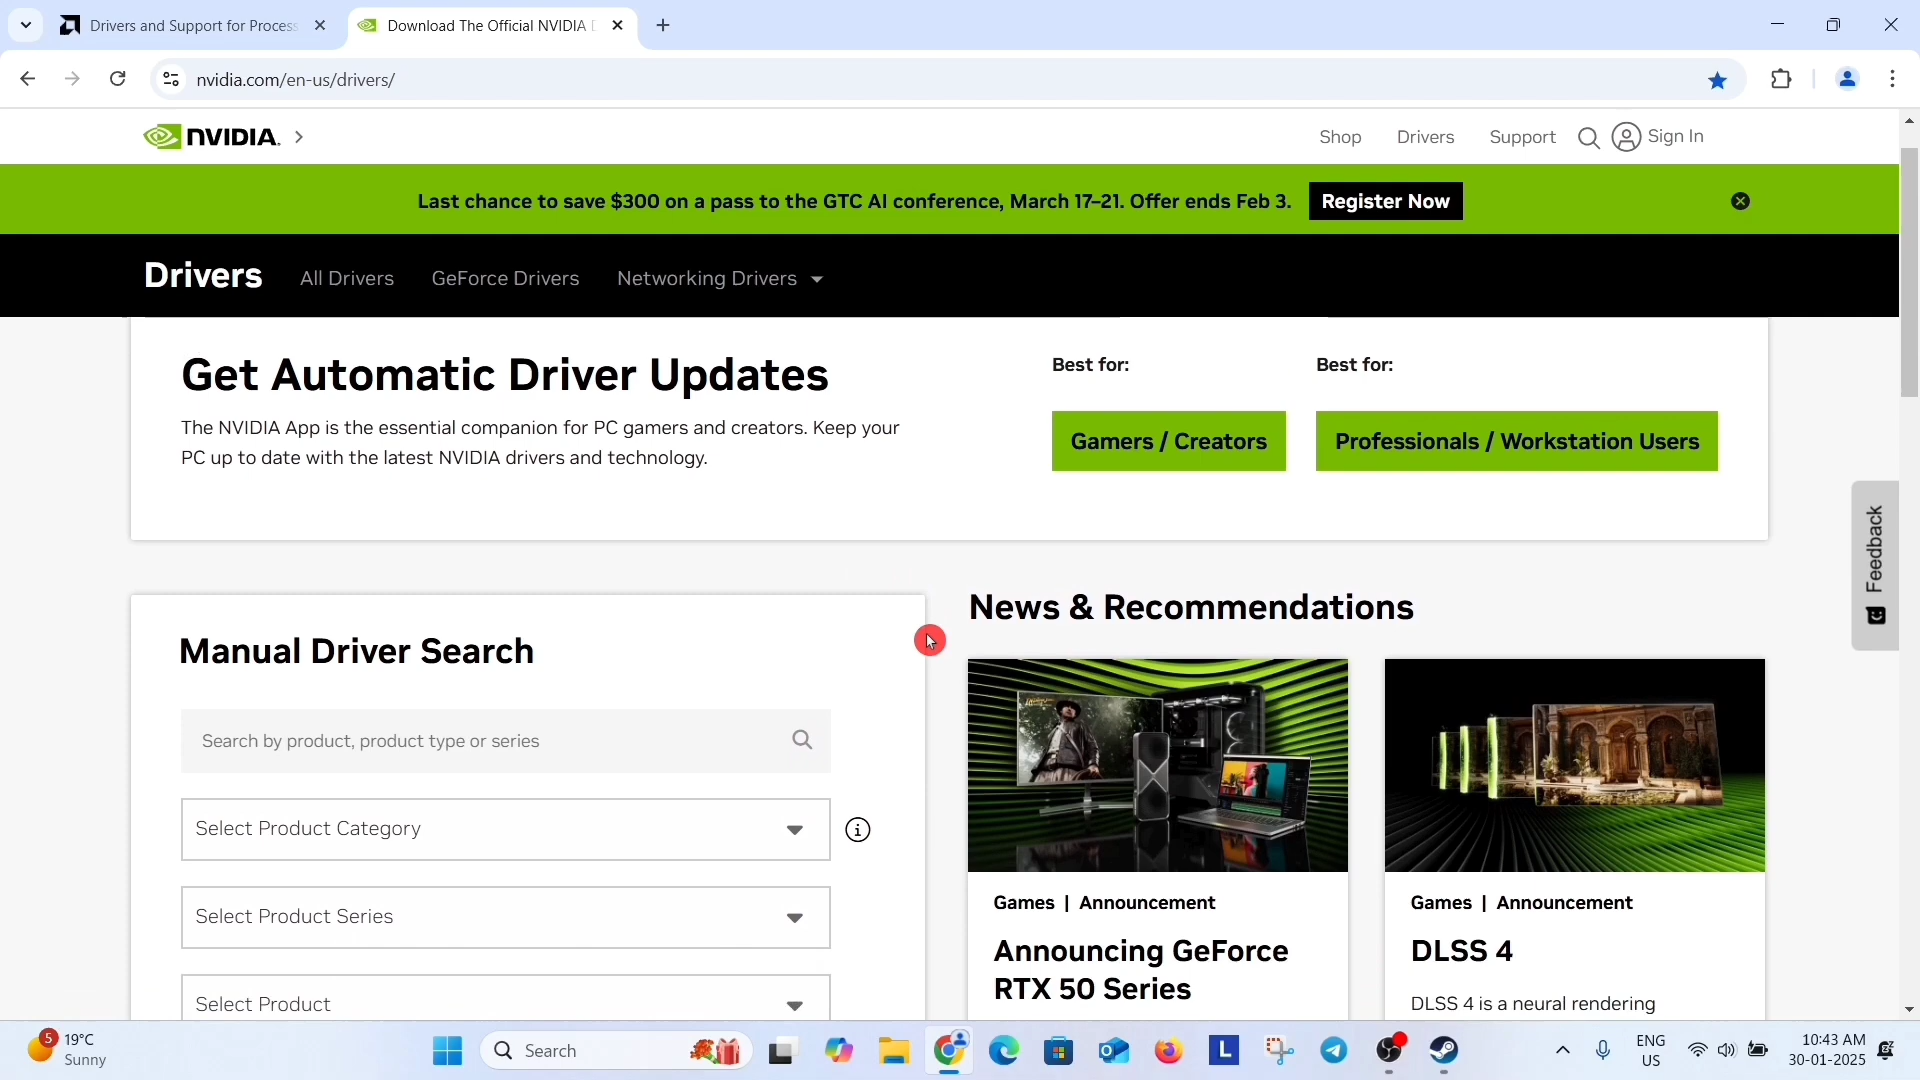 Drivers and Support for Process
Download The Official NVIDIA D
nvidia.com/en-us/drivers/
NVIDIA.
Shop
Drivers
Support
Sign In
Last chance to save $300 on a pass to the GTC AI conference, March 17–21. Offer ends Feb 3.
Register Now
Drivers
All Drivers
GeForce Drivers
Networking Drivers
Get Automatic Driver Updates
The NVIDIA App is the essential companion for PC gamers and creators. Keep your
PC up to date with the latest NVIDIA drivers and technology.
Best for:
Gamers / Creators
Best for:
Professionals / Workstation Users
Feedback
Manual Driver Search
Search by product, product type or series
Select Product Category
Select Product Series
Select Product
News & Recommendations
Games | Announcement
Announcing GeForce
RTX 50 Series
Games | Announcement
DLSS 4
DLSS 4 is a neural rendering
5
19°C
Sunny
Search
L
ENG
US
10:43 AM
30-01-2025